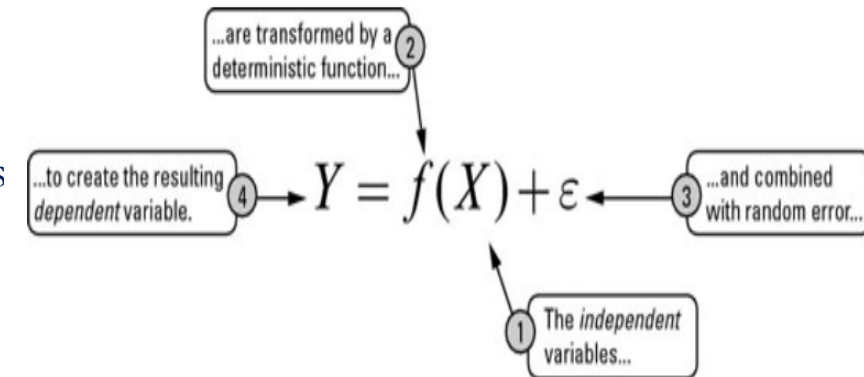 ...are transformed by a
deterministic function...
2
s
...to create the resulting
dependent variable.
4
Y = f(X) + ε
3
...and combined
with random error...
1
The independent
variables...